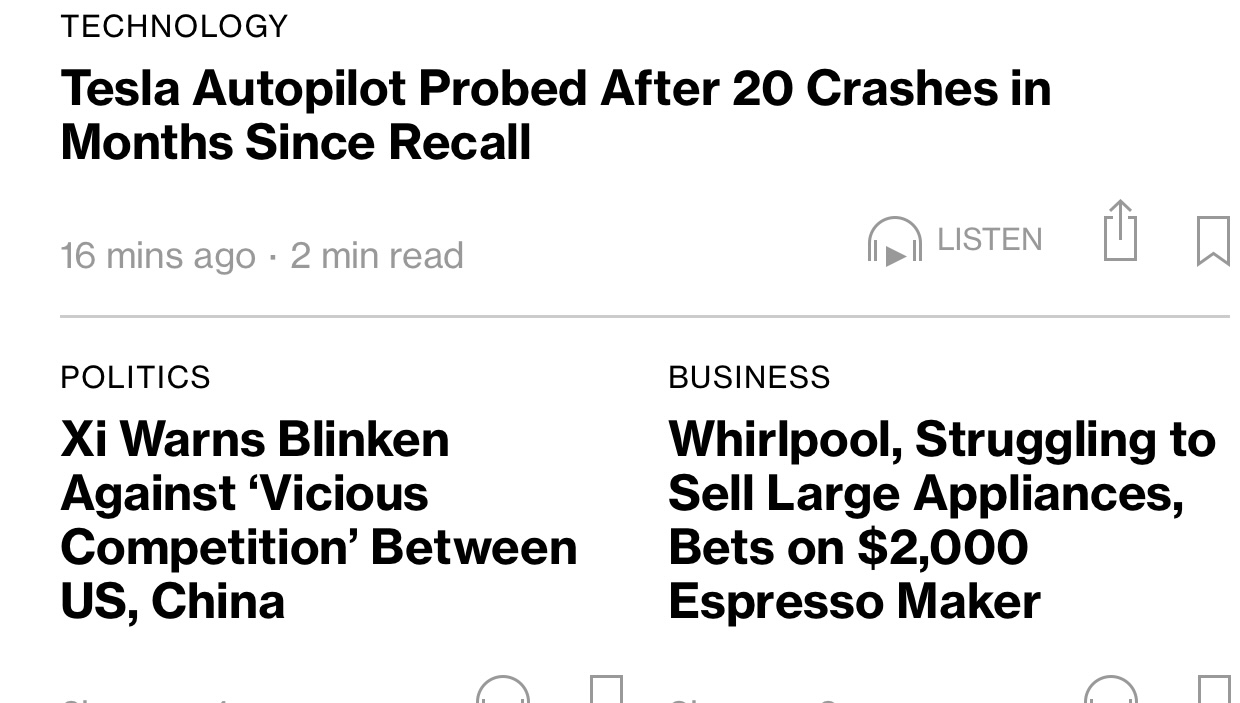 TECHNOLOGY
Tesla Autopilot Probed After 20 Crashes in
Months Since Recall
16 mins ago · 2 min read
LISTEN
POLITICS
Xi Warns Blinken
Against ‘Vicious
Competition’ Between
US, China
BUSINESS
Whirlpool, Struggling to
Sell Large Appliances,
Bets on $2,000
Espresso Maker